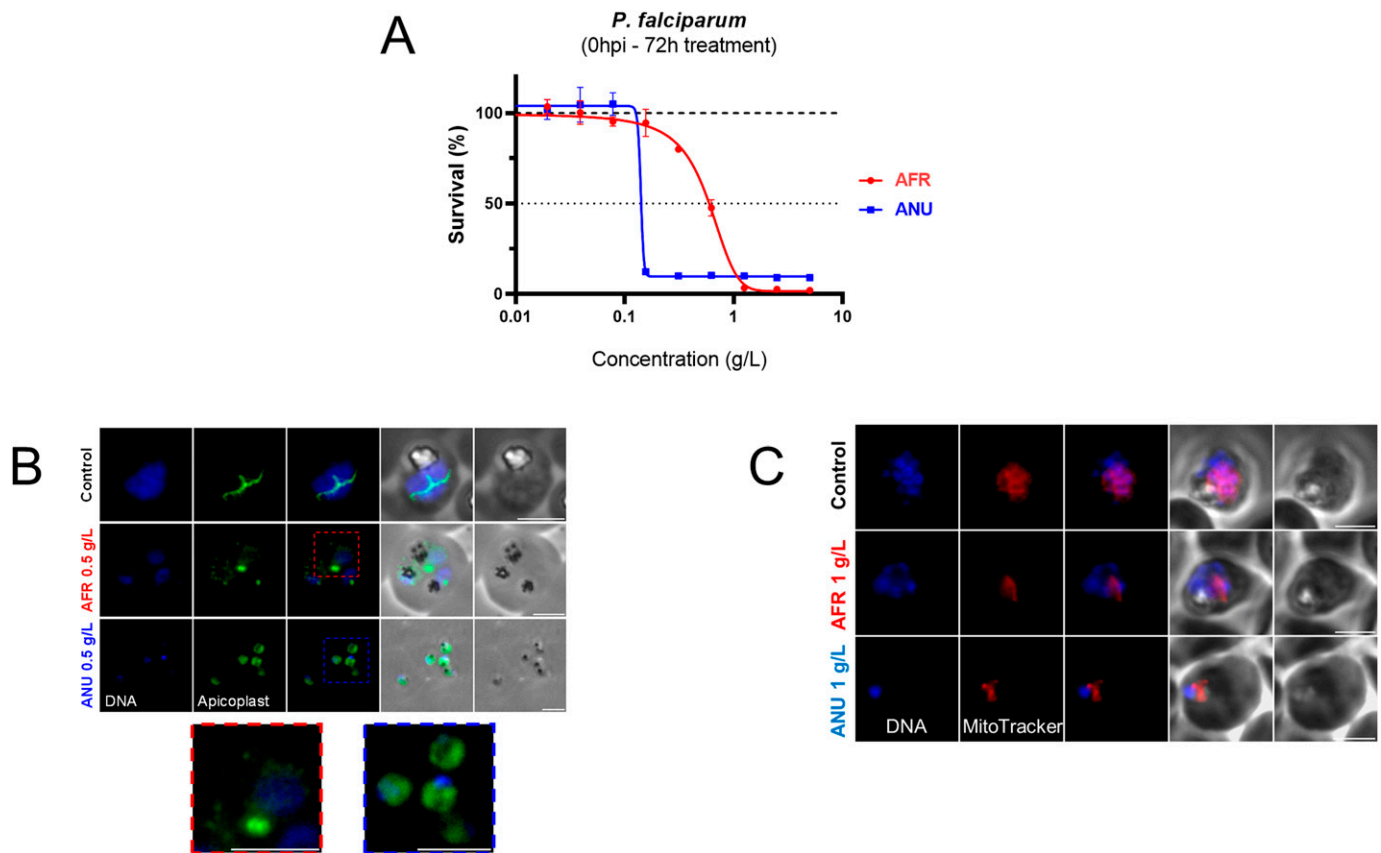 A
P. falciparum
(0hpi - 72h treatment)
Survival (%)
100
50
0
0.01
0.1
1
10
Concentration (g/L)
AFR
ANU
B
Control
AFR 0.5 g/L
ANU 0.5 g/L
DNA
Apicoplast
C
Control
AFR 1 g/L
ANU 1 g/L
DNA
MitoTracker